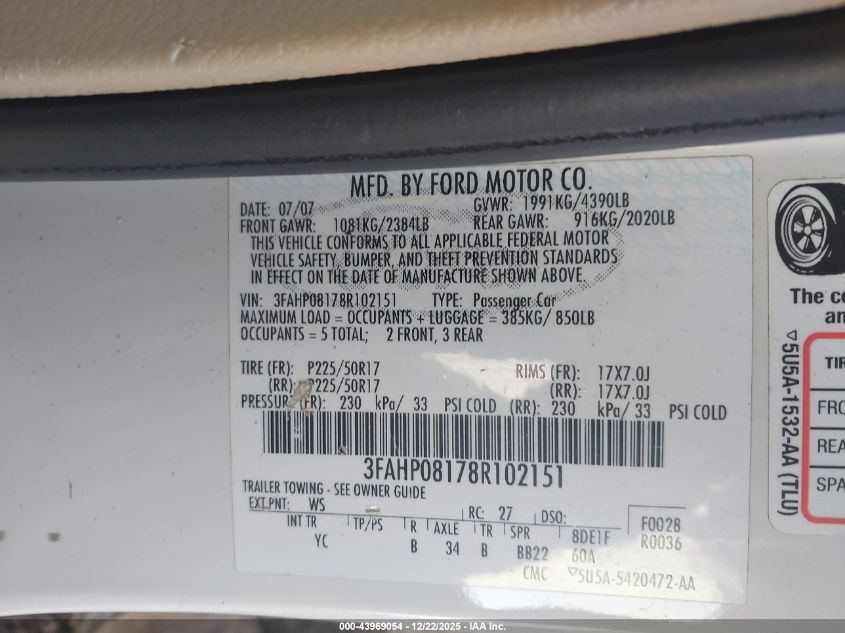 MFD. BY FORD MOTOR CO.
DATE: 07/07 GVWR: 1991KG/4390LB
FRONT GAWR: 1081KG/2384LB REAR GAWR: 916KG/2020LB
THIS VEHICLE CONFORMS TO ALL APPLICABLE FEDERAL MOTOR
VEHICLE SAFETY, BUMPER, AND THEFT PREVENTION STANDARDS
IN EFFECT ON THE DATE OF MANUFACTURE SHOWN ABOVE.
VIN: 3FAHP08178R102151 TYPE: Passenger Car
MAXIMUM LOAD = OCCUPANTS + LUGGAGE = 385KG/ 850LB
OCCUPANTS = 5 TOTAL; 2 FRONT, 3 REAR
TIRE (FR): P225/50R17 RIMS (FR): 17X7.0J
(RR): P225/50R17 (RR): 17X7.0J
PRESSURE (FR): 230 kPa/ 33 PSI COLD (RR): 230 kPa/ 33 PSI COLD
3FAHP08178R102151
TRAILER TOWING - SEE OWNER GUIDE
EXT PNT: WS RC: 27 DSO: F0028
INT TR TP/PS R AXLE TR SPR 8DE1F R0036
YC B 34 B BB22 60A
CMC ▽5U5A-5420472-AA
The co
an
▽5U5A-1532-AA (TLU)
TIR
FRO
REA
SPA
000-43969054 - 12/22/2025 - IAA Inc.